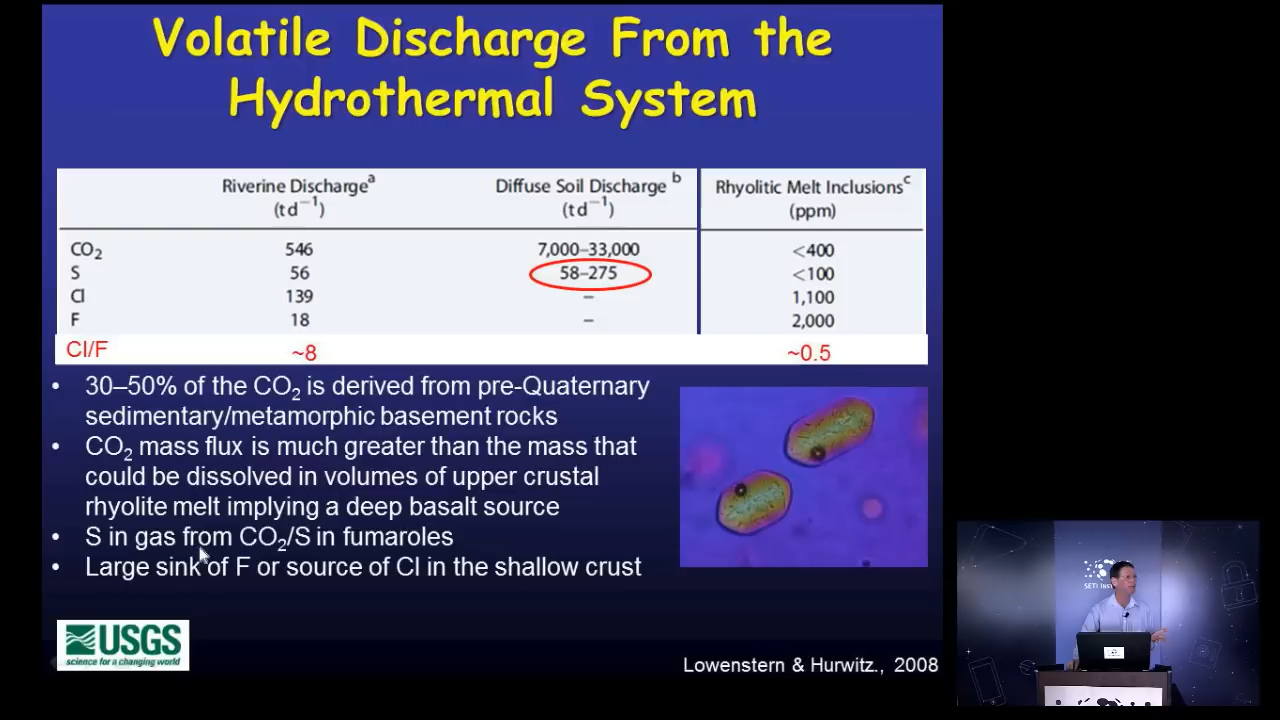 Volatile Discharge From the
Hydrothermal System
Riverine Dischargeᵃ Diffuse Soil Discharge ᵇ Rhyolitic Melt Inclusionsᶜ
(t d⁻¹) (t d⁻¹) (ppm)
CO₂ 546 7,000–33,000 <400
S 56 58–275 <100
Cl 139 – 1,100
F 18 – 2,000
Cl/F ~8 ~0.5
• 30–50% of the CO₂ is derived from pre-Quaternary
sedimentary/metamorphic basement rocks
• CO₂ mass flux is much greater than the mass that
could be dissolved in volumes of upper crustal
rhyolite melt implying a deep basalt source
• S in gas from CO₂/S in fumaroles
• Large sink of F or source of Cl in the shallow crust
USGS
science for a changing world
Lowenstern & Hurwitz., 2008
SETI